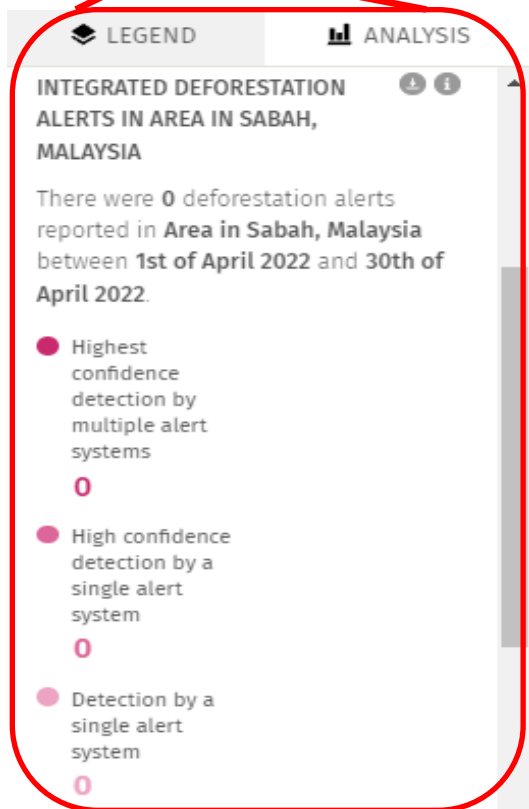 LEGEND
ANALYSIS
INTEGRATED DEFORESTATION
ALERTS IN AREA IN SABAH,
MALAYSIA
There were 0 deforestation alerts
reported in Area in Sabah, Malaysia
between 1st of April 2022 and 30th of
April 2022.
Highest
confidence
detection by
multiple alert
systems
0
High confidence
detection by a
single alert
system
0
Detection by a
single alert
system
0